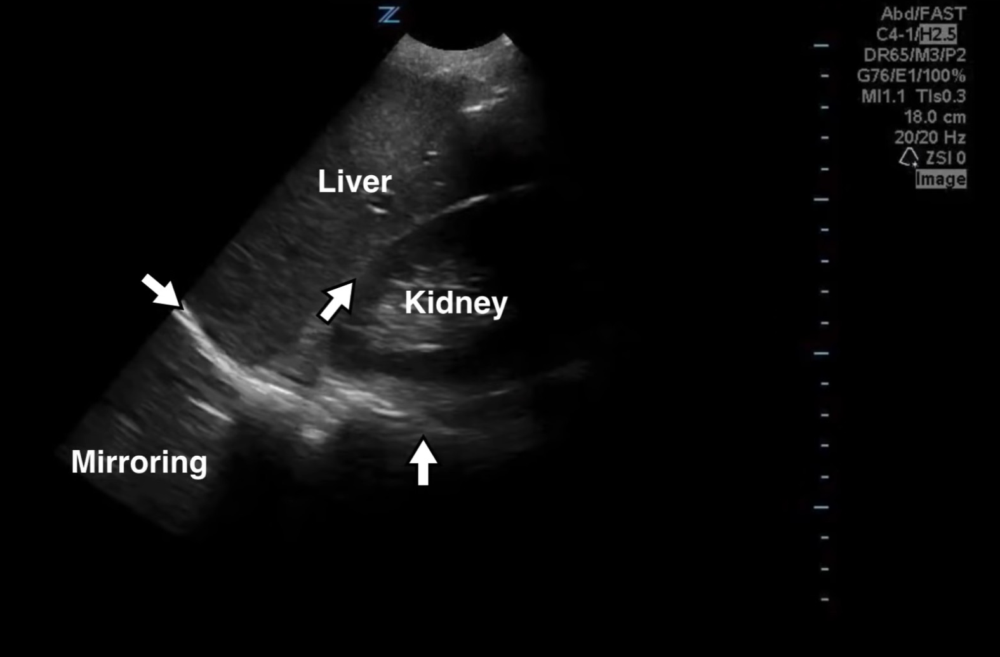 Z
Abd/FAST
C4-1/H2.5
DR65/M3/P2
G76/E1/100%
MI1.1 TIs0.3
18.0 cm
20/20 Hz
ZSI 0
Image
Liver
Kidney
Mirroring